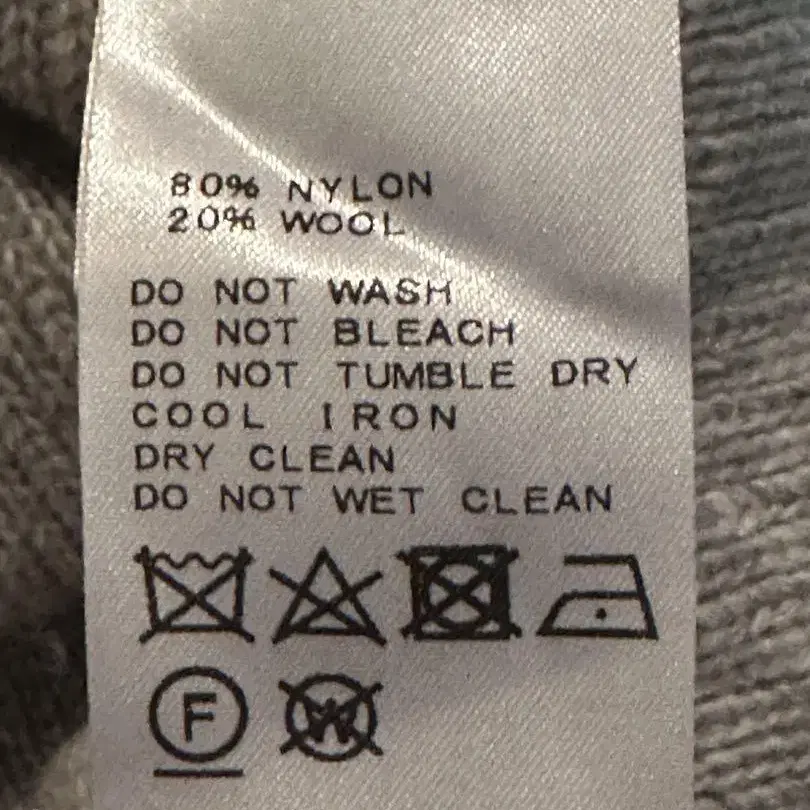 80% NYLON
20% WOOL
DO NOT WASH
DO NOT BLEACH
DO NOT TUMBLE DRY
COOL IRON
DRY CLEAN
DO NOT WET CLEAN
F W